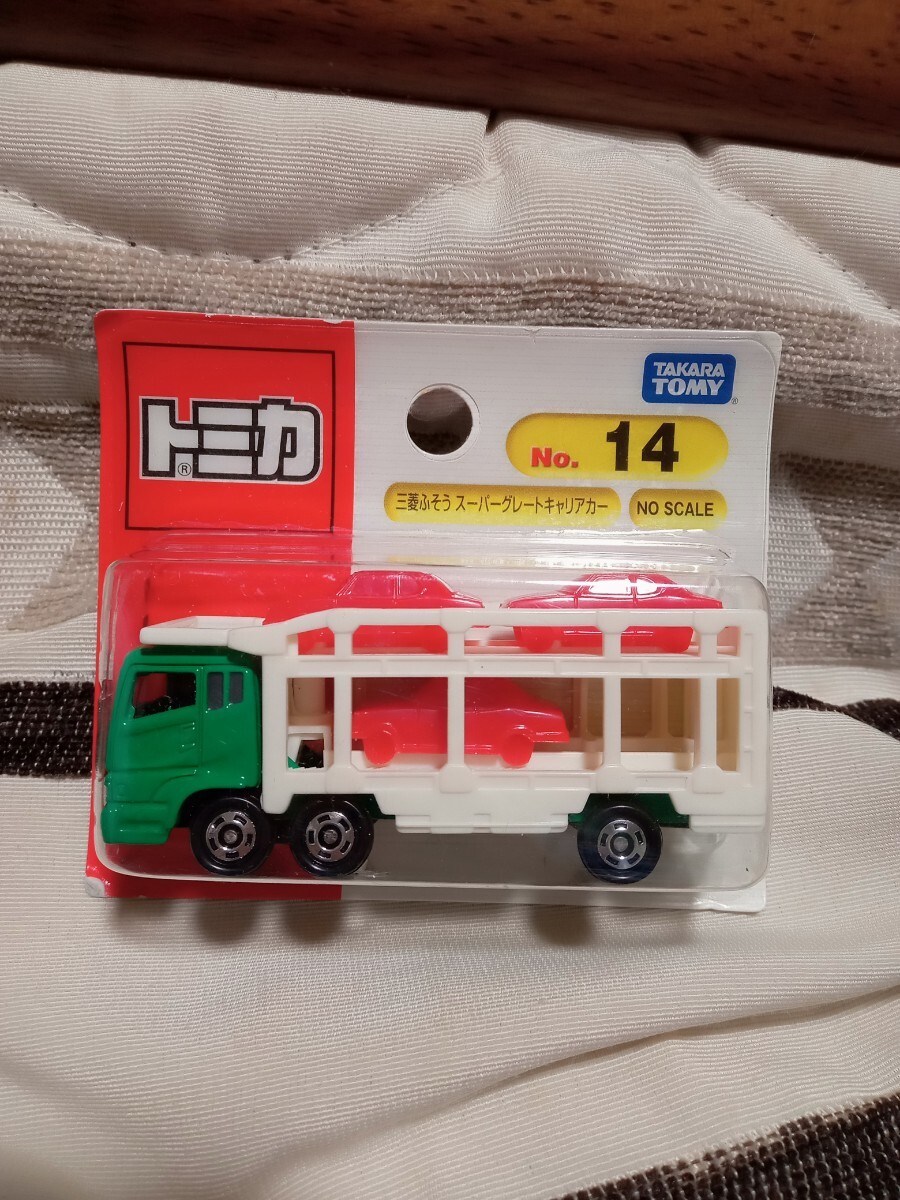 トミカ
®
TAKARA
TOMY
®
No. 14
三菱ふそう スーパーグレートキャリアカー
NO SCALE